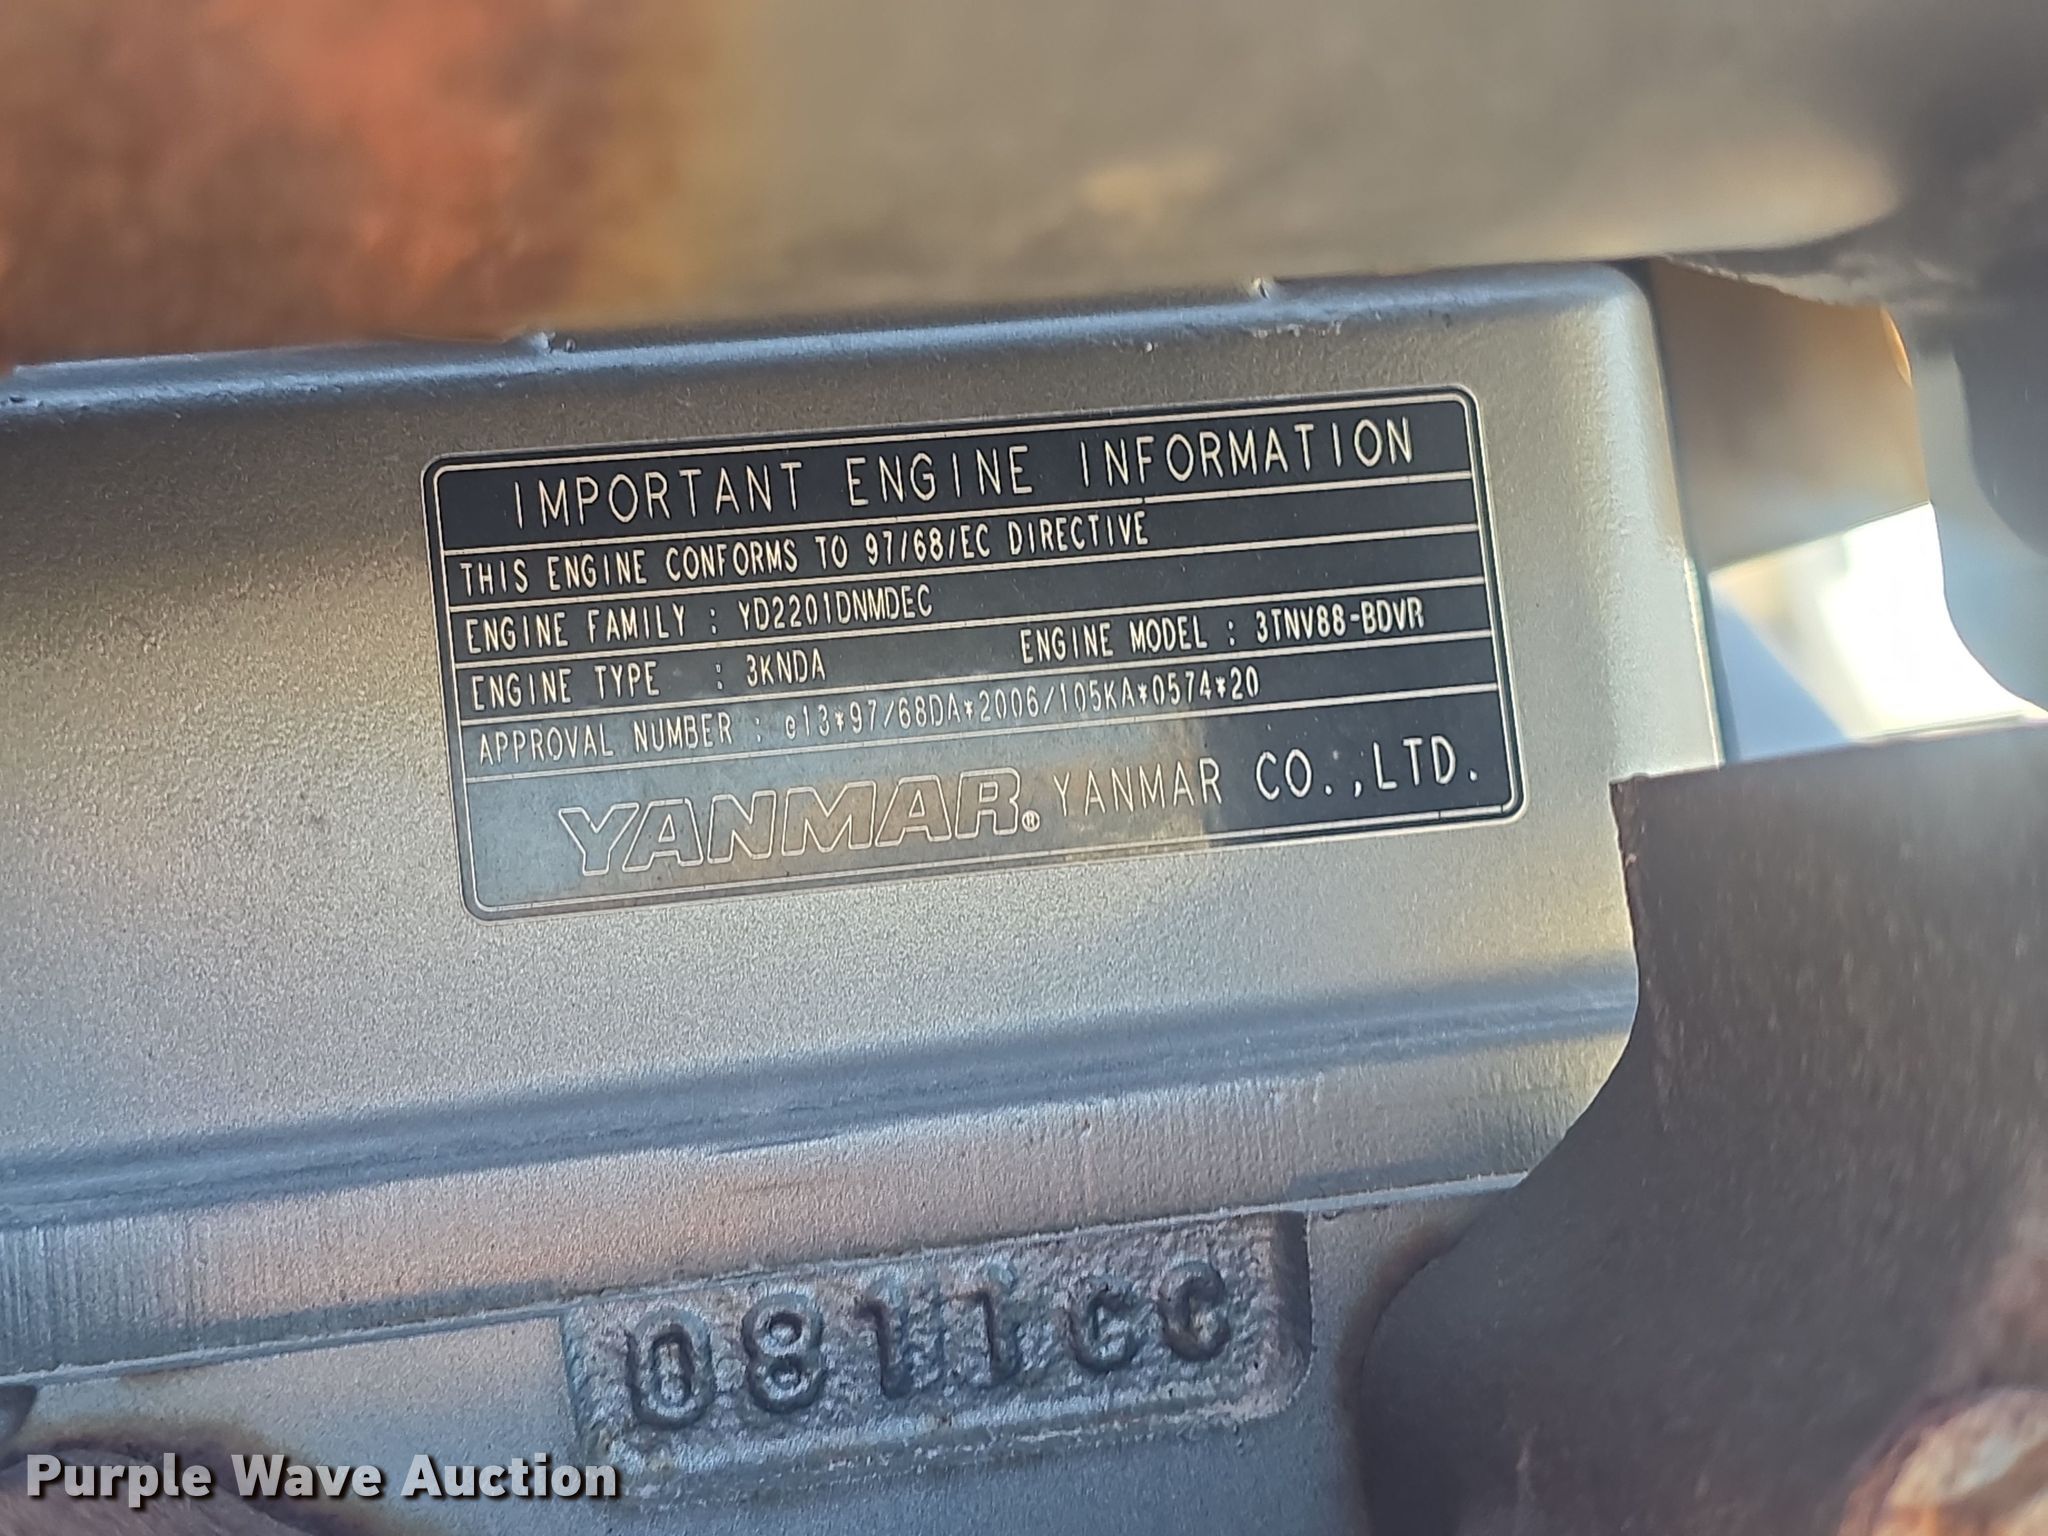 IMPORTANT ENGINE INFORMATION
THIS ENGINE CONFORMS TO 97/68/EC DIRECTIVE
ENGINE FAMILY : YD2201DNMDEC
ENGINE TYPE : 3KNDA ENGINE MODEL : 3TNV88-BDVR
APPROVAL NUMBER : e13*97/68DA*2006/105KA*0574*20
YANMAR® YANMAR CO.,LTD.
0811CC
Purple Wave Auction